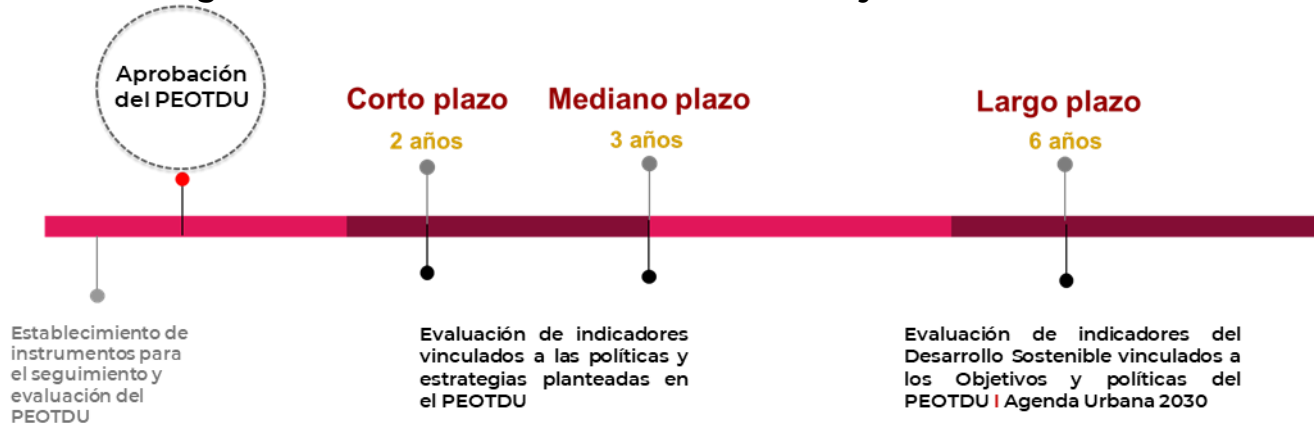 Aprobación
del PEOTDU
Corto plazo
2 años
Mediano plazo
3 años
Largo plazo
6 años
Establecimiento de
instrumentos para
el seguimiento y
evaluación del
PEOTDU
Evaluación de indicadores
vinculados a las políticas y
estrategias planteadas en
el PEOTDU
Evaluación de indicadores del
Desarrollo Sostenible vinculados a
los Objetivos y políticas del
PEOTDU | Agenda Urbana 2030